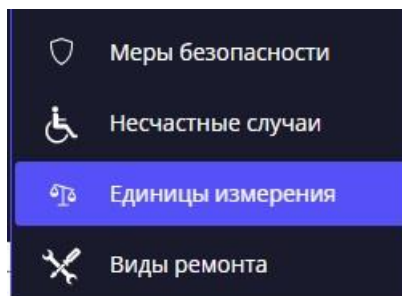 Меры безопасности
Несчастные случаи
Единицы измерения
Виды ремонта